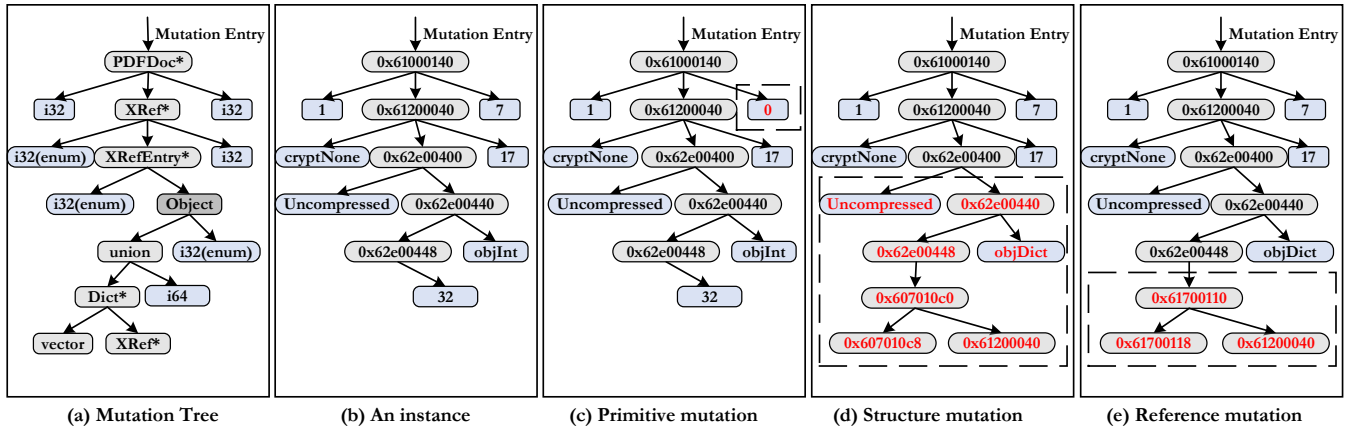 Mutation Entry
PDFDoc*
i32
XRef*
i32
i32(enum)
XRefEntry*
i32
i32(enum)
Object
union
i32(enum)
Dict*
i64
vector
XRef*
(a) Mutation Tree
Mutation Entry
0x61000140
1
0x61200040
7
cryptNone
0x62e00400
17
Uncompressed
0x62e00440
0x62e00448
objInt
32
(b) An instance
Mutation Entry
0x61000140
1
0x61200040
0
cryptNone
0x62e00400
17
Uncompressed
0x62e00440
0x62e00448
objInt
32
(c) Primitive mutation
Mutation Entry
0x61000140
1
0x61200040
7
cryptNone
0x62e00400
17
Uncompressed
0x62e00440
0x62e00448
objDict
0x607010c0
0x607010c8
0x61200040
(d) Structure mutation
Mutation Entry
0x61000140
1
0x61200040
7
cryptNone
0x62e00400
17
Uncompressed
0x62e00440
0x62e00448
objDict
0x61700110
0x61700118
0x61200040
(e) Reference mutation